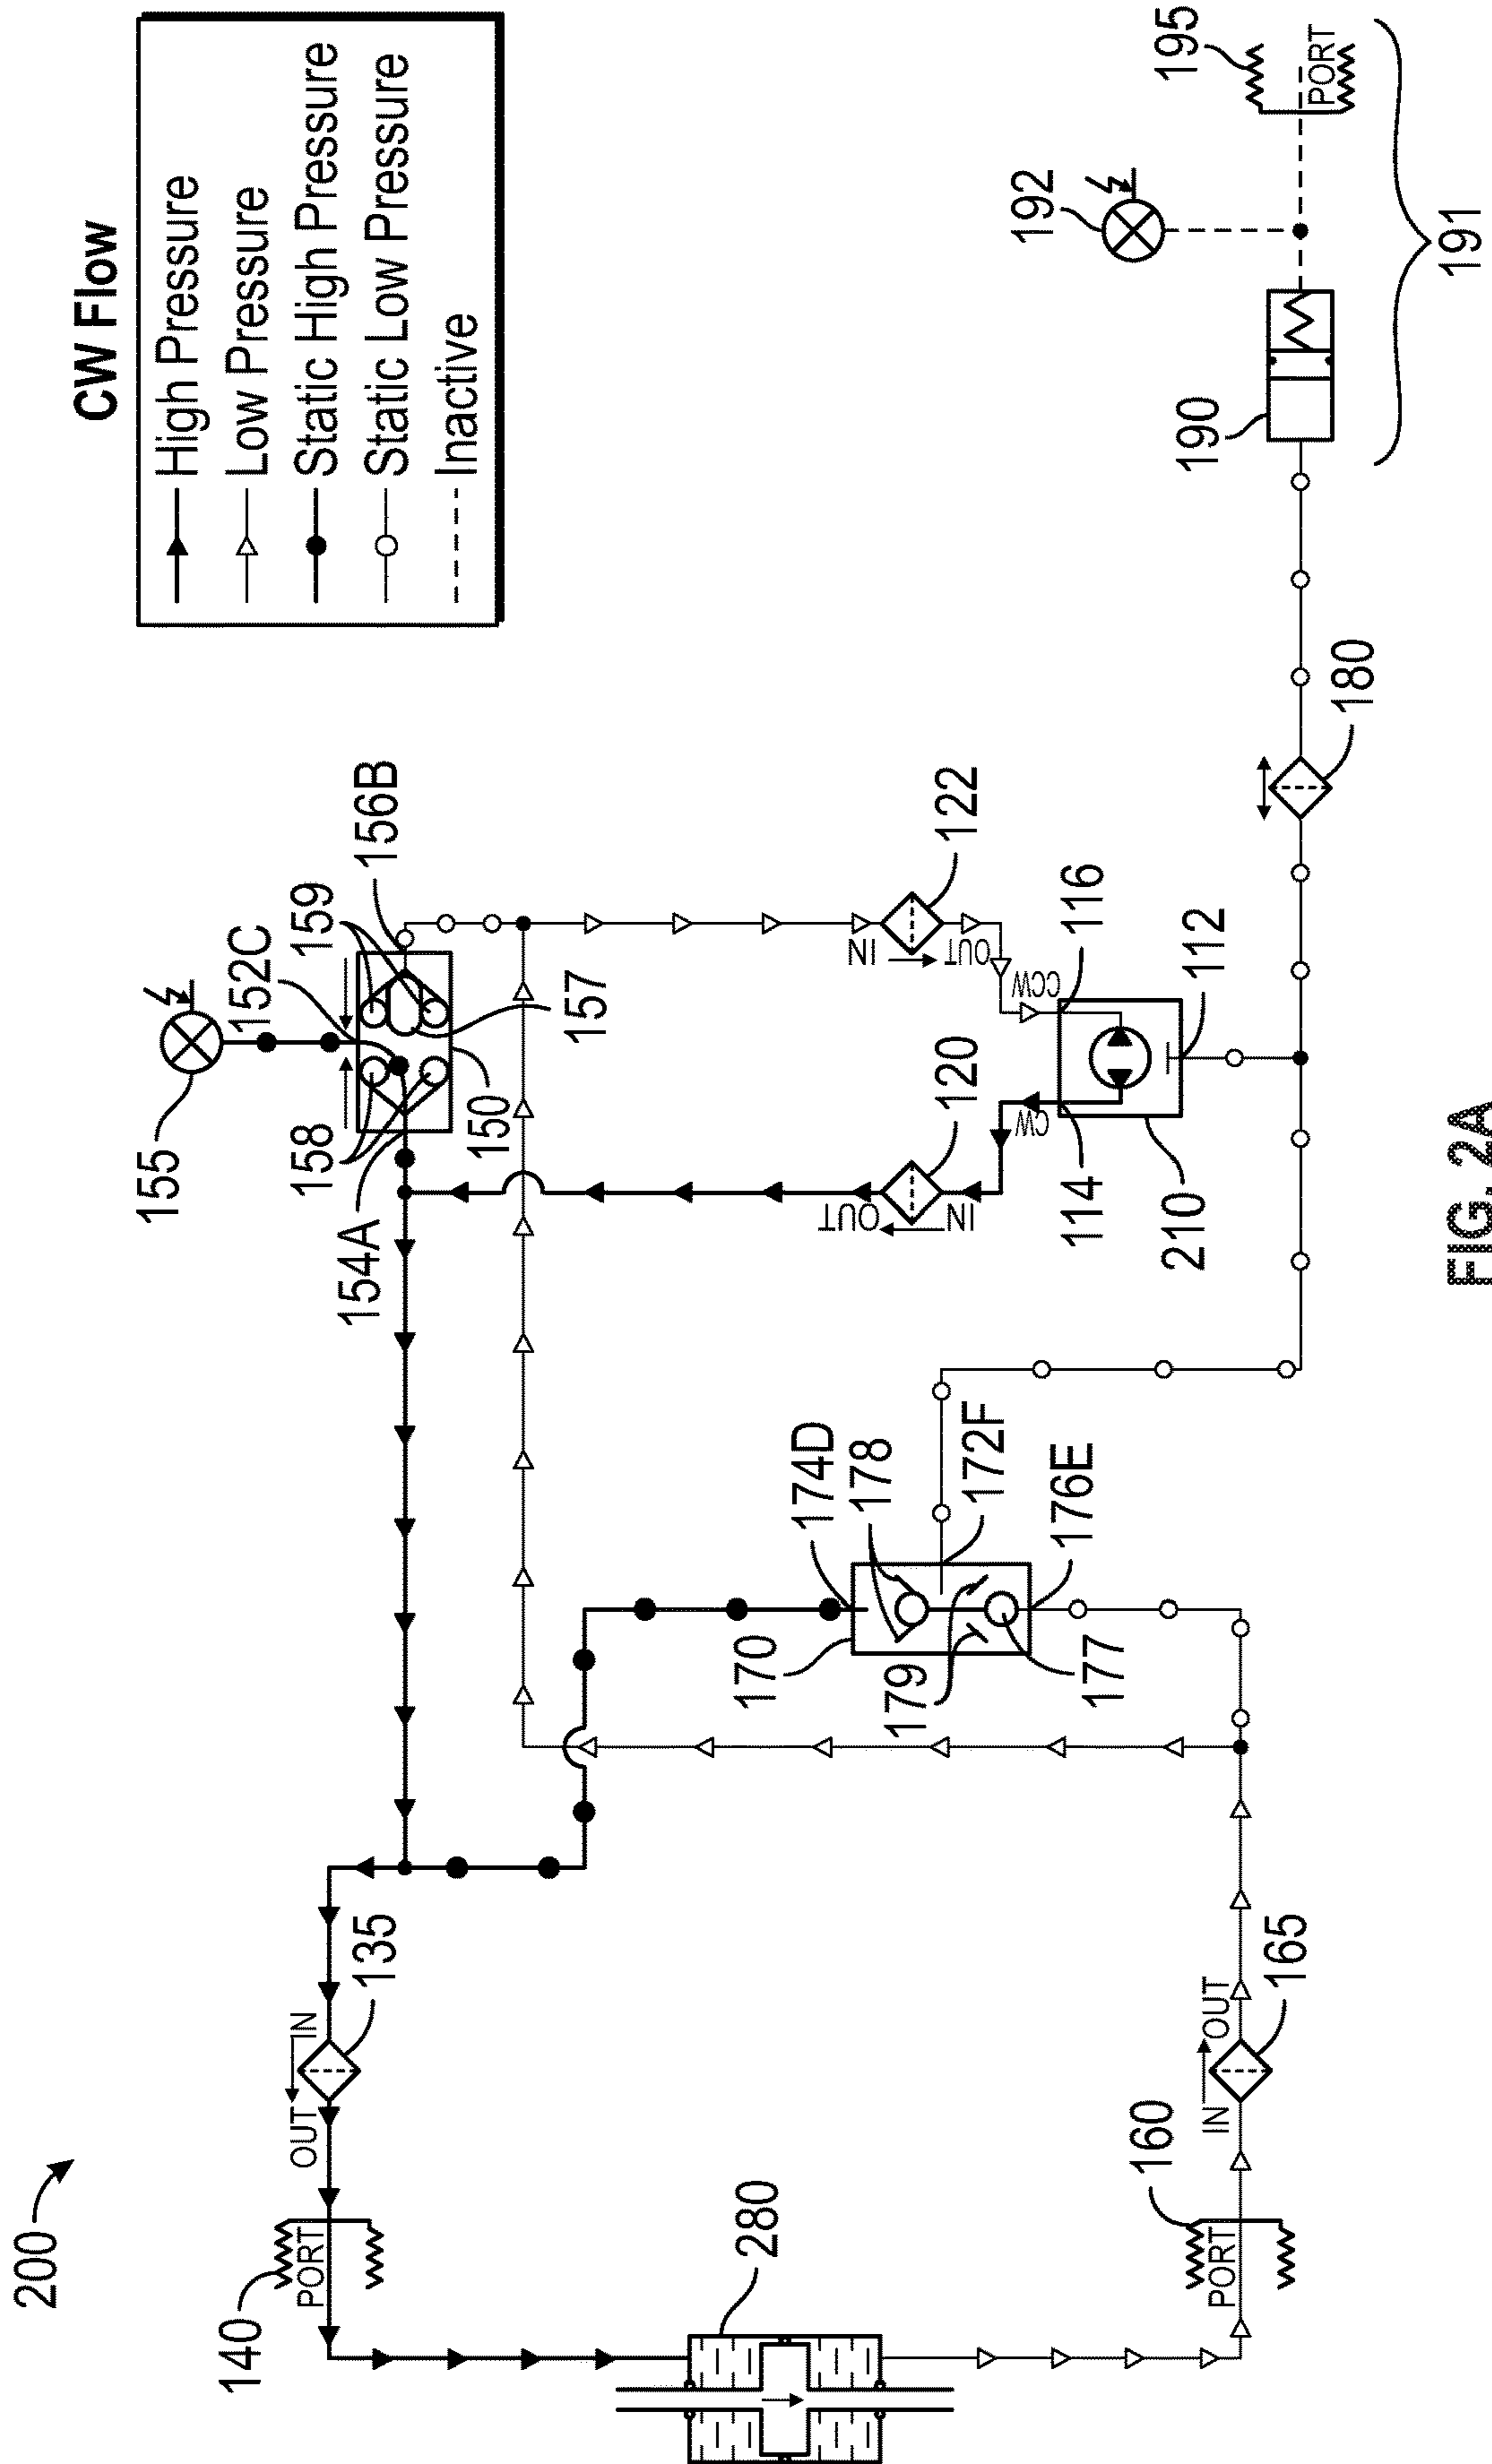 CW Flow
High Pressure
Low Pressure
Static High Pressure
Static Low Pressure
Inactive
200
155
152C
159
156B
158
157
150
154A
140
PORT
OUT
IN
135
280
174D
178
172F
176E
170
179
177
120
OUT
IN
122
IN
OUT
CW
CCW
114
116
210
112
160
PORT
IN
OUT
165
180
190
192
195
PORT
191
FIG. 2A